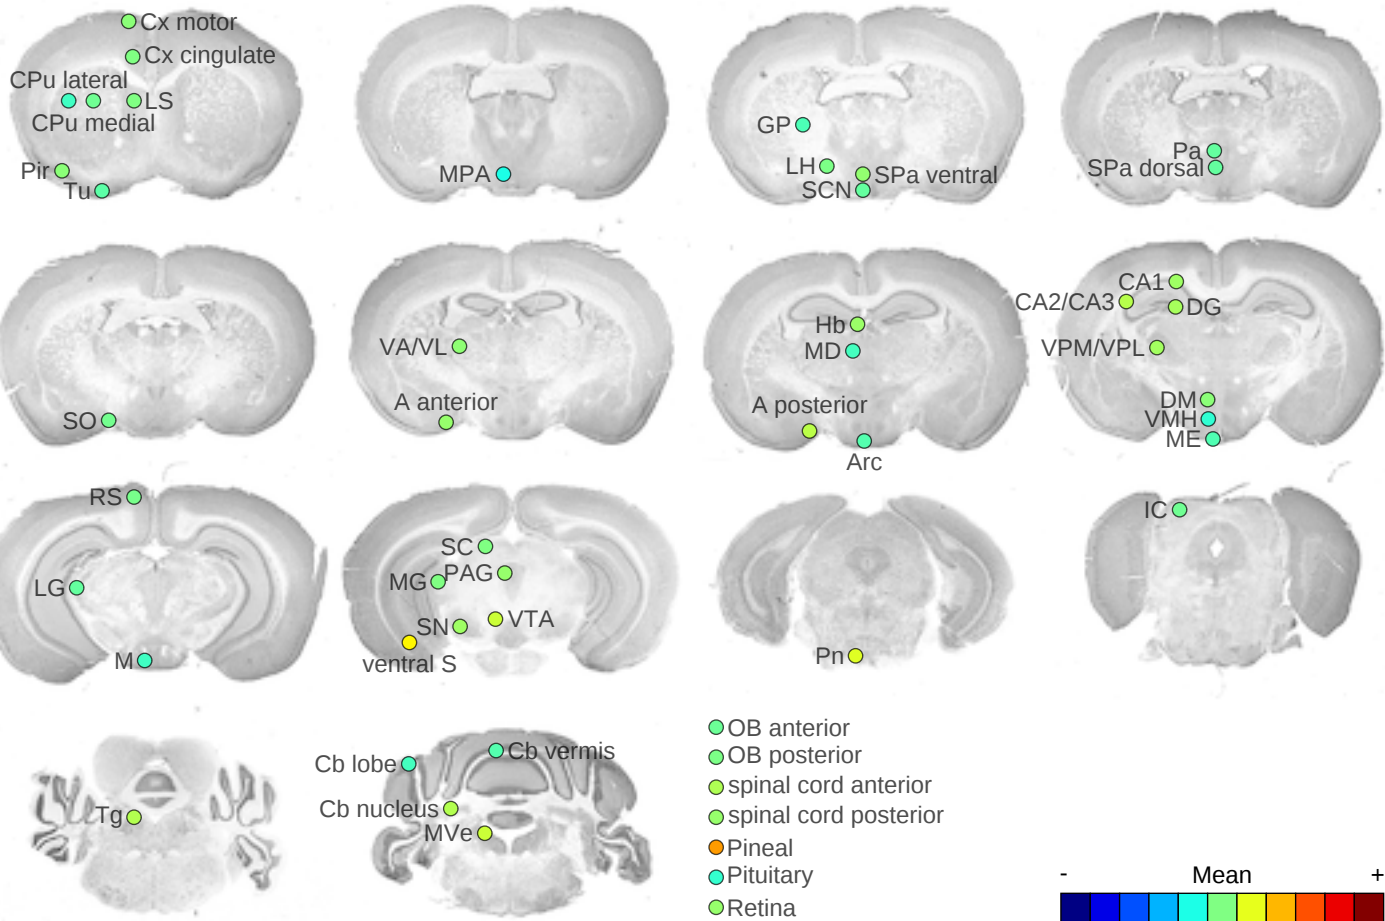 Cx motor
Cx cingulate
CPu lateral
LS
CPu medial
Pir
Tu
MPA
GP
LH
SPa ventral
SCN
Pa
SPa dorsal
SO
VA/VL
A anterior
Hb
MD
A posterior
Arc
CA1
CA2/CA3
DG
VPM/VPL
DM
VMH
ME
RS
LG
M
SC
MG
PAG
SN
VTA
ventral S
Pn
IC
Tg
Cb lobe
Cb vermis
Cb nucleus
MVe
OB anterior
OB posterior
spinal cord anterior
spinal cord posterior
Pineal
Pituitary
Retina
- Mean +